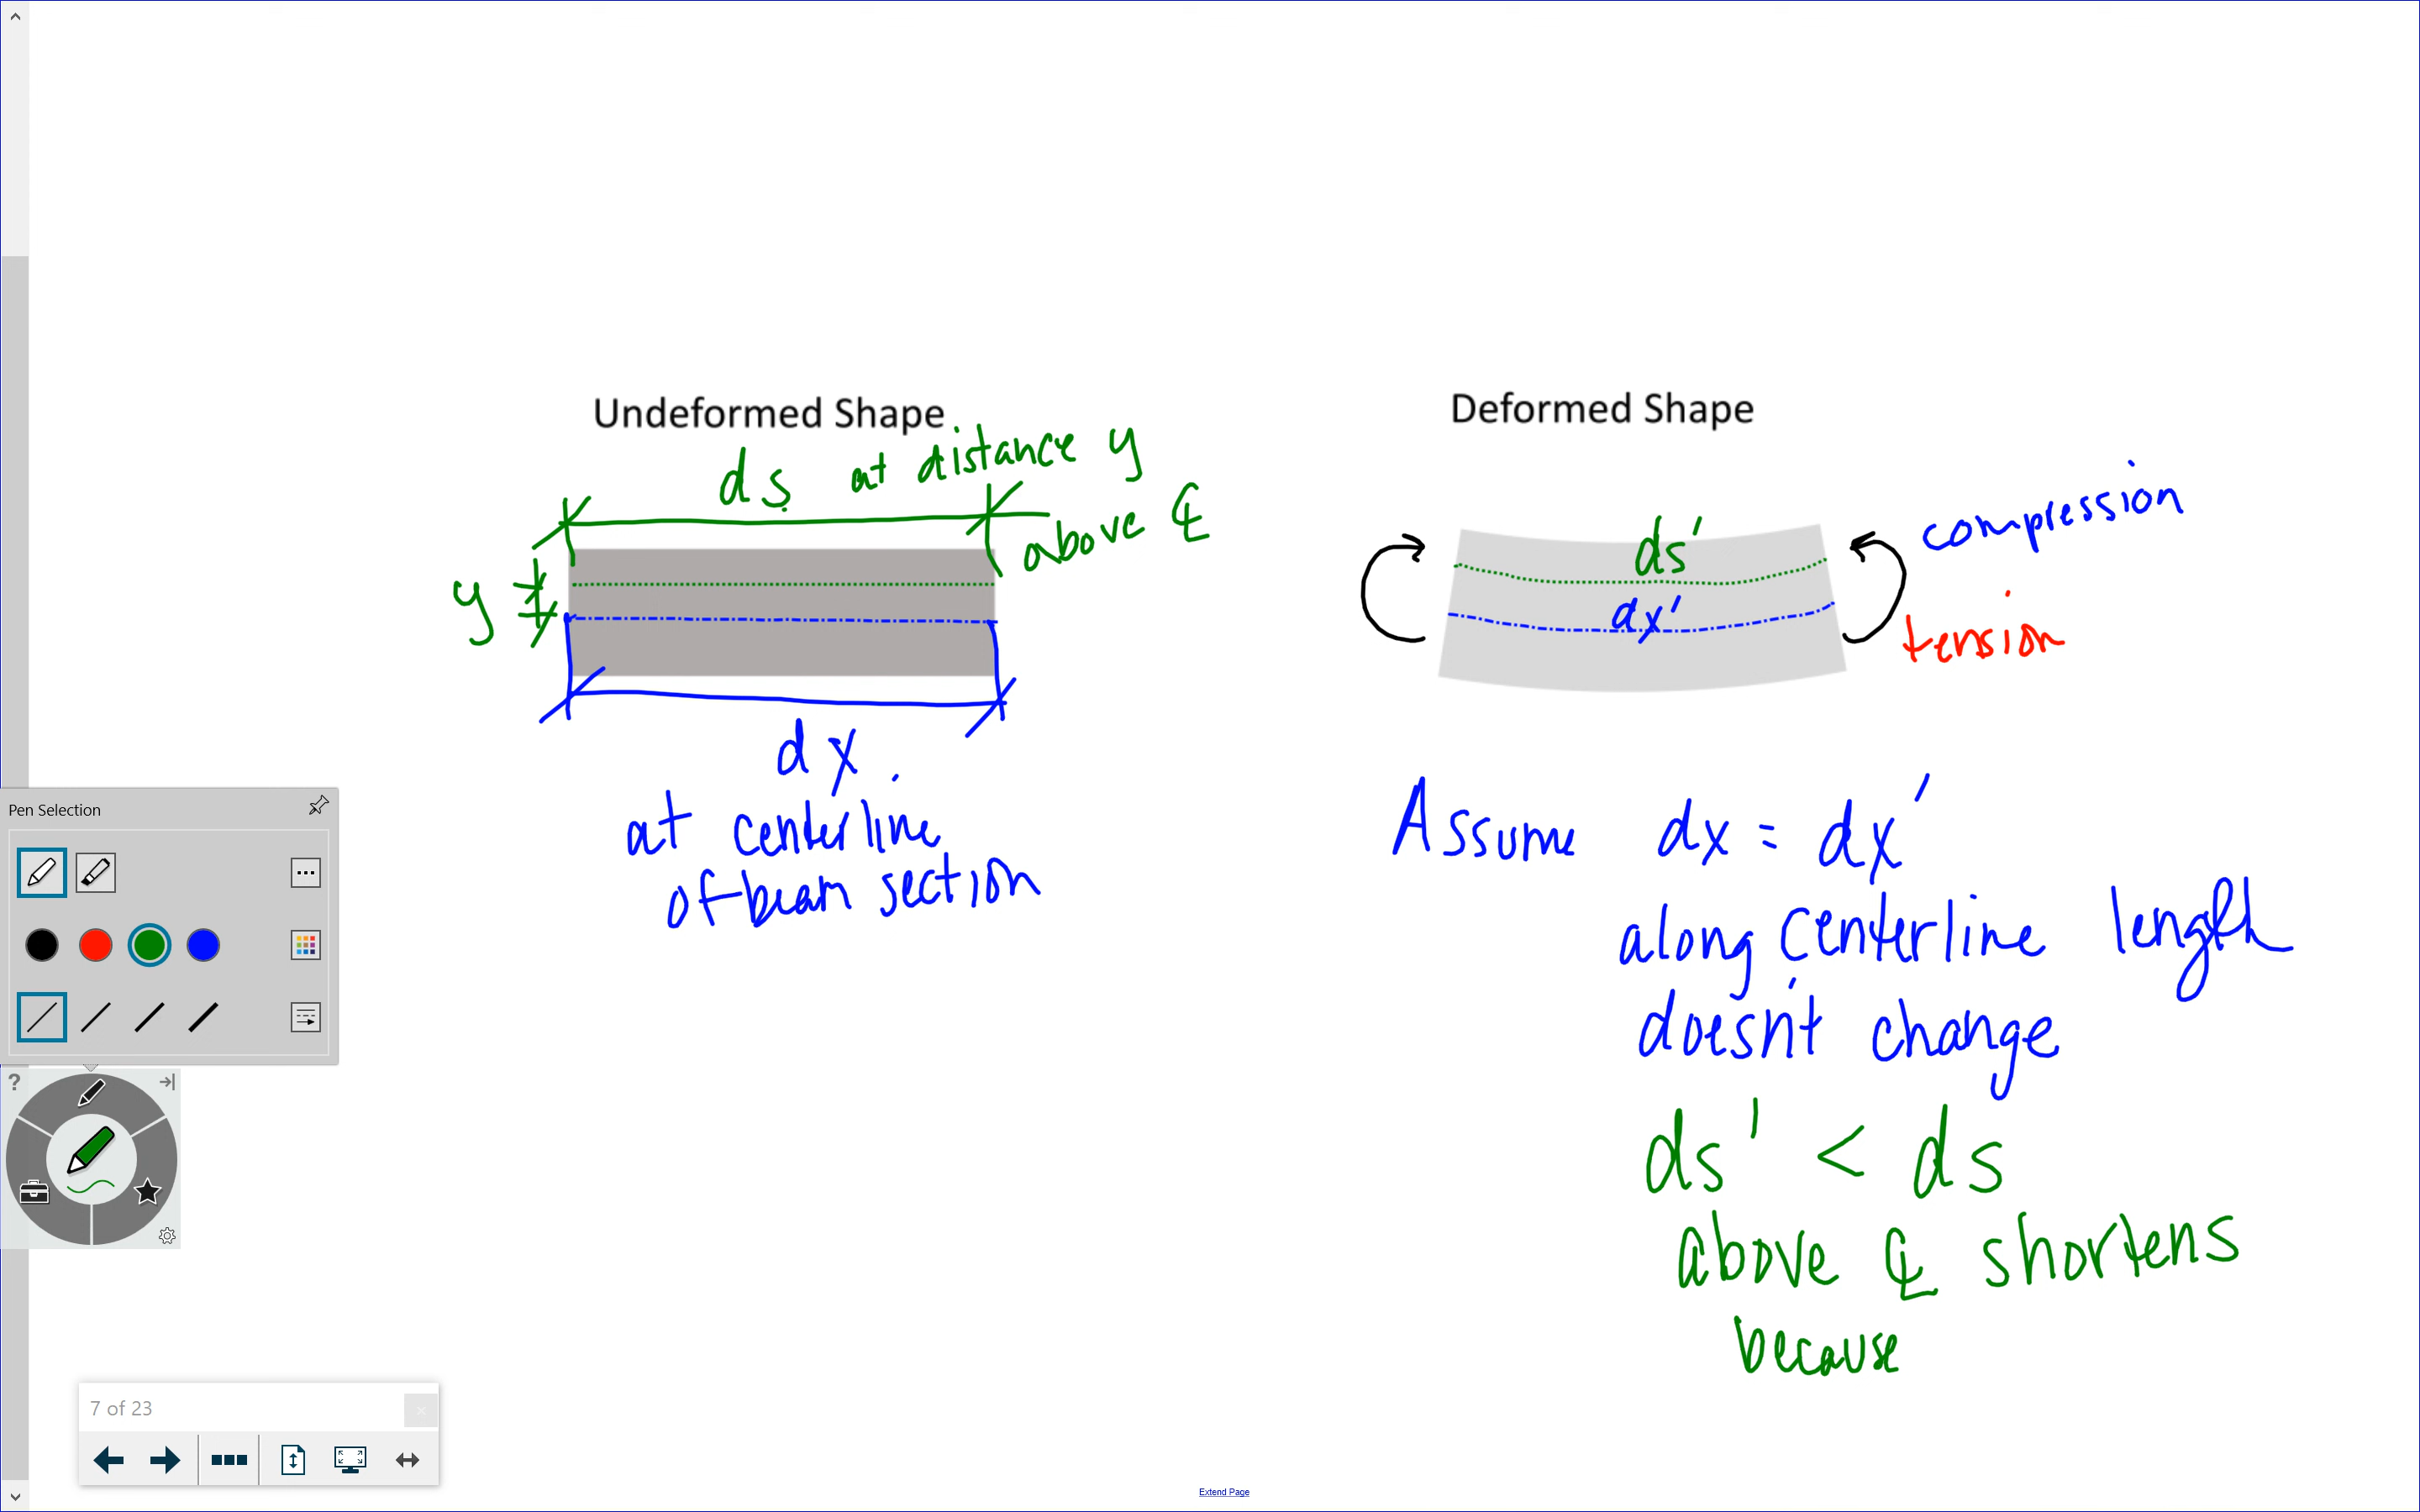 Undeformed Shape
ds at distance y
above ℄
y
dx
at centerline
of beam section
Deformed Shape
ds'
dx'
compression
tension
Assume dx = dx'
along centerline length
doesn't change
ds' < ds
above ℄ shortens
because
Pen Selection
?
7 of 23
Extend Page